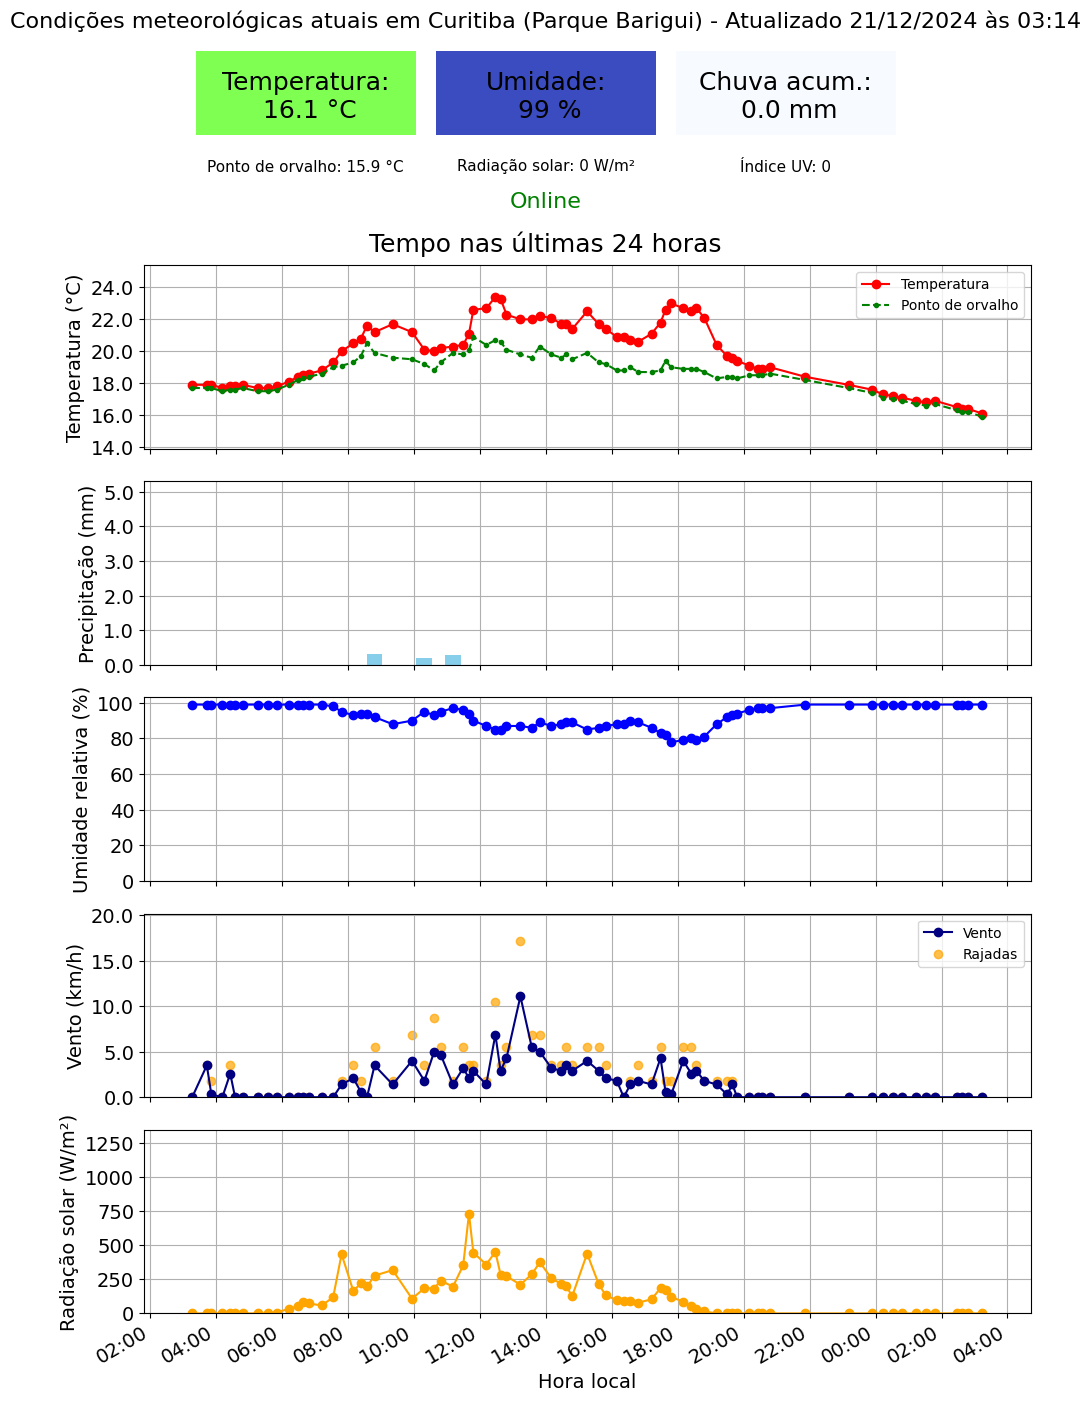 Condições meteorológicas atuais em Curitiba (Parque Barigui) - Atualizado 21/12/2024 às 03:14
Temperatura:
16.1 °C
Umidade:
99 %
Chuva acum.:
0.0 mm
Ponto de orvalho: 15.9 °C
Radiação solar: 0 W/m²
Índice UV: 0
Online
Tempo nas últimas 24 horas
Temperatura (°C)
24.0
22.0
20.0
18.0
16.0
14.0
Temperatura
Ponto de orvalho
Precipitação (mm)
5.0
4.0
3.0
2.0
1.0
0.0
Umidade relativa (%)
100
80
60
40
20
0
Vento (km/h)
20.0
15.0
10.0
5.0
0.0
Vento
Rajadas
Radiação solar (W/m²)
1250
1000
750
500
250
0
02:00
04:00
06:00
08:00
10:00
12:00
14:00
16:00
18:00
20:00
22:00
00:00
02:00
04:00
Hora local